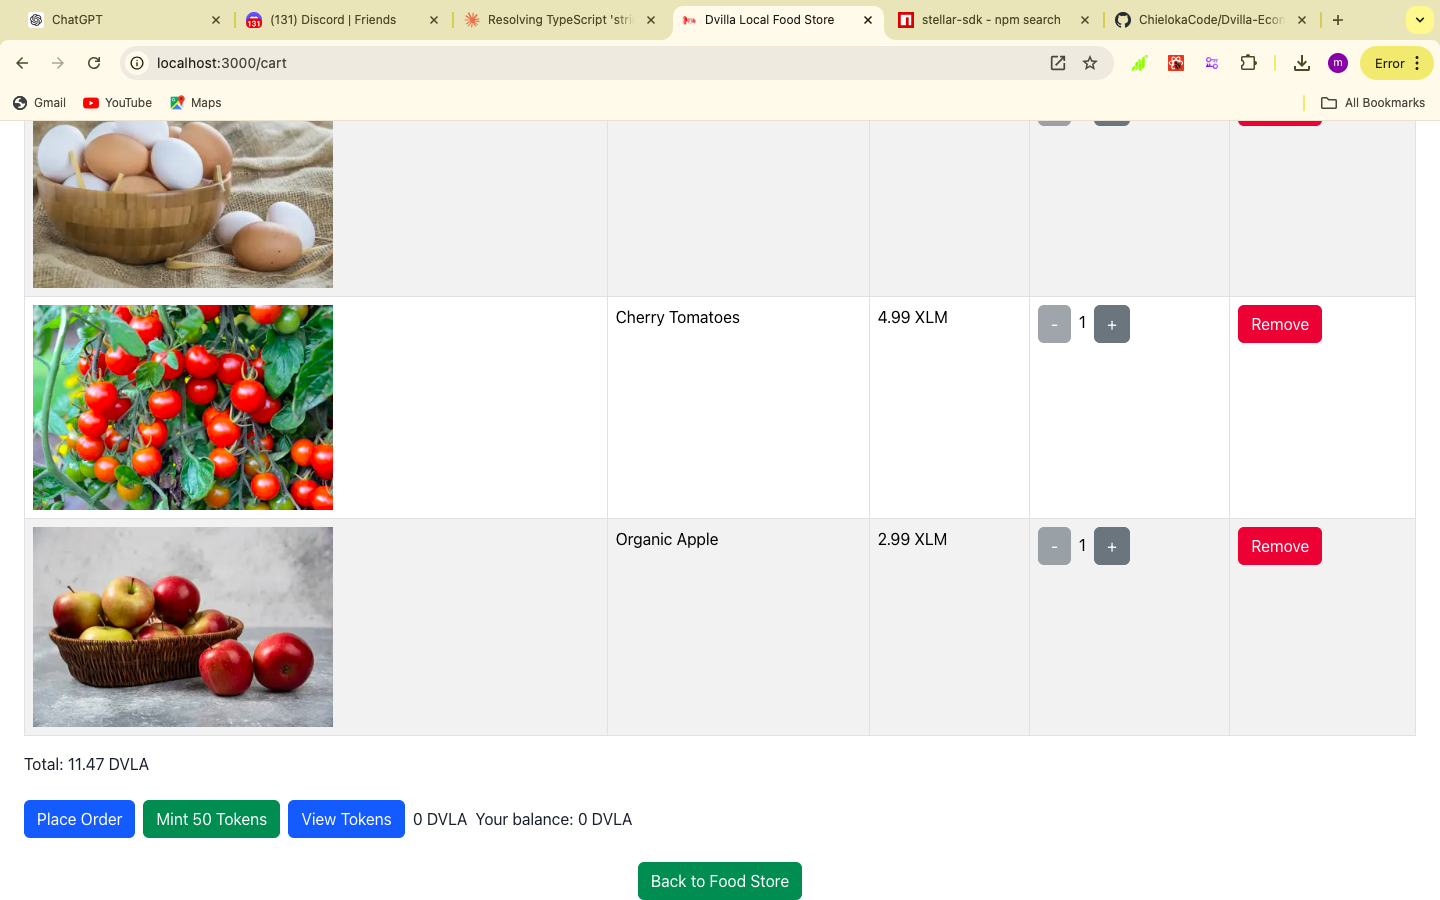 ChatGPT
(131) Discord | Friends
Resolving TypeScript 'stri
Dvilla Local Food Store
stellar-sdk - npm search
ChielokaCode/Dvilla-Econ
localhost:3000/cart
m
Error
Gmail
YouTube
Maps
All Bookmarks
Cherry Tomatoes
4.99 XLM
- 1 +
Remove
Organic Apple
2.99 XLM
- 1 +
Remove
Total: 11.47 DVLA
Place Order
Mint 50 Tokens
View Tokens
0 DVLA Your balance: 0 DVLA
Back to Food Store